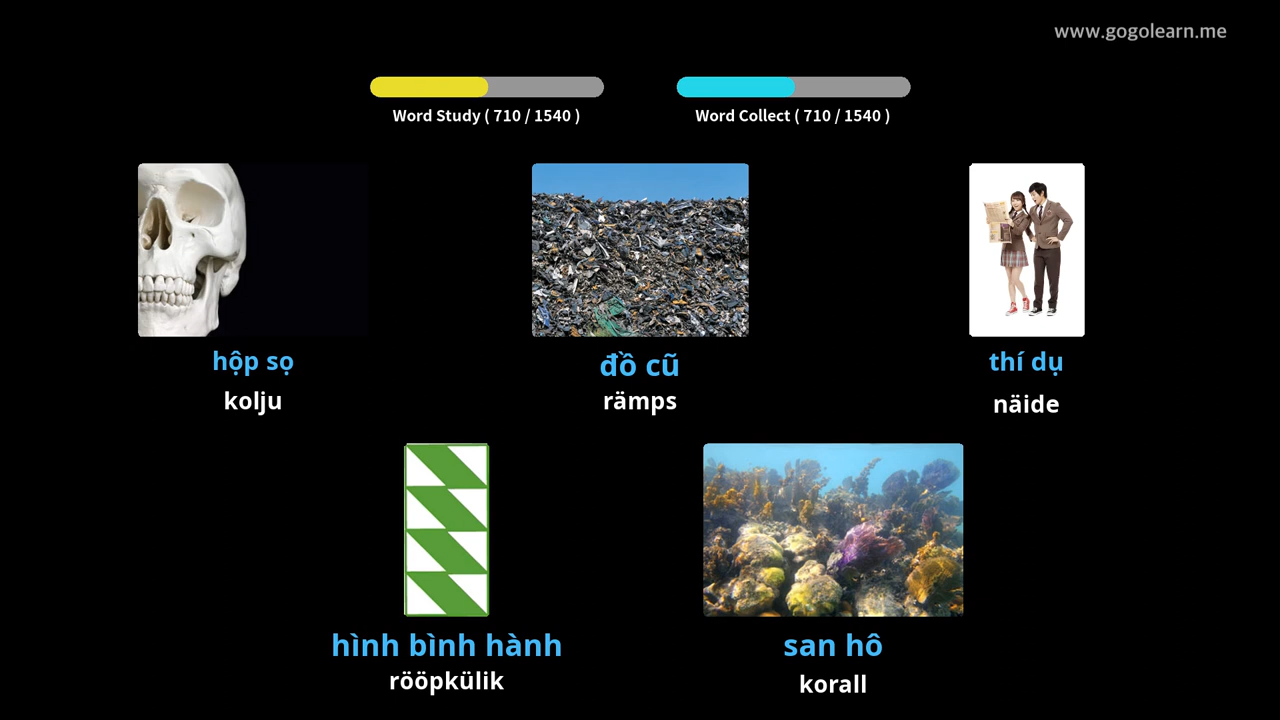 www.gogolearn.me
Word Study ( 710 / 1540 )
Word Collect ( 710 / 1540 )
hộp sọ
kolju
đồ cũ
rämps
thí dụ
näide
hình bình hành
rööpkülik
san hô
korall